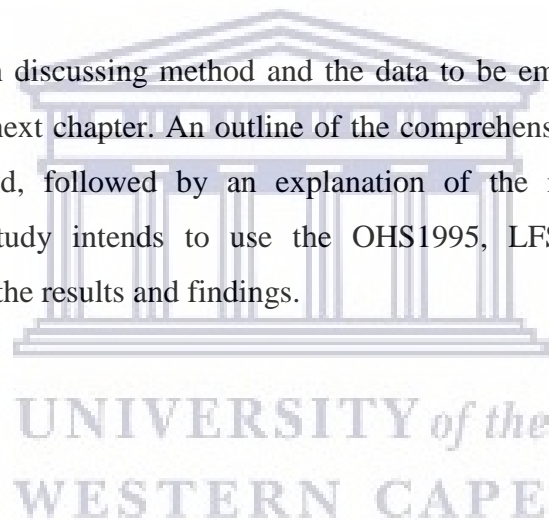 discussing method and the data to be em
next chapter. An outline of the comprehens
d, followed by an explanation of the
tudy intends to use the OHS1995, LFS
the results and findings.
UNIVERSITY of the
WESTERN CAPE